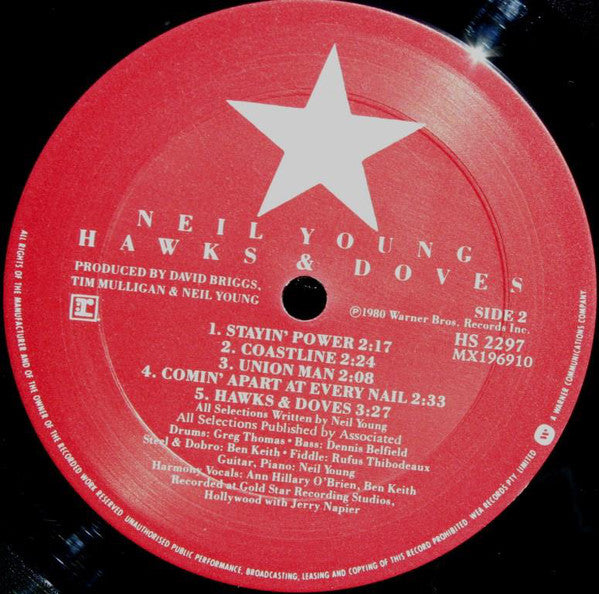 NEIL YOUNG
HAWKS & DOVES
PRODUCED BY DAVID BRIGGS,
TIM MULLIGAN & NEIL YOUNG
r
SIDE 2
℗1980 Warner Bros. Records Inc.
HS 2297
MX196910
1. STAYIN' POWER 2:17
2. COASTLINE 2:24
3. UNION MAN 2:08
4. COMIN' APART AT EVERY NAIL 2:33
5. HAWKS & DOVES 3:27
All Selections Written by Neil Young
All Selections Published by Associated
Drums: Greg Thomas • Bass: Dennis Belfield
Steel & Dobro: Ben Keith • Fiddle: Rufus Thibodeaux
Guitar, Piano: Neil Young
Harmony Vocals: Ann Hillary O'Brien, Ben Keith
Recorded at Gold Star Recording Studios,
Hollywood with Jerry Napier
ALL RIGHTS OF THE MANUFACTURER AND OF THE OWNER OF THE RECORDED WORK RESERVED. UNAUTHORISED PUBLIC PERFORMANCE, BROADCASTING, LEASING AND COPYING OF THIS RECORD PROHIBITED. WEA RECORDS PTY. LIMITED
A WARNER COMMUNICATIONS COMPANY.